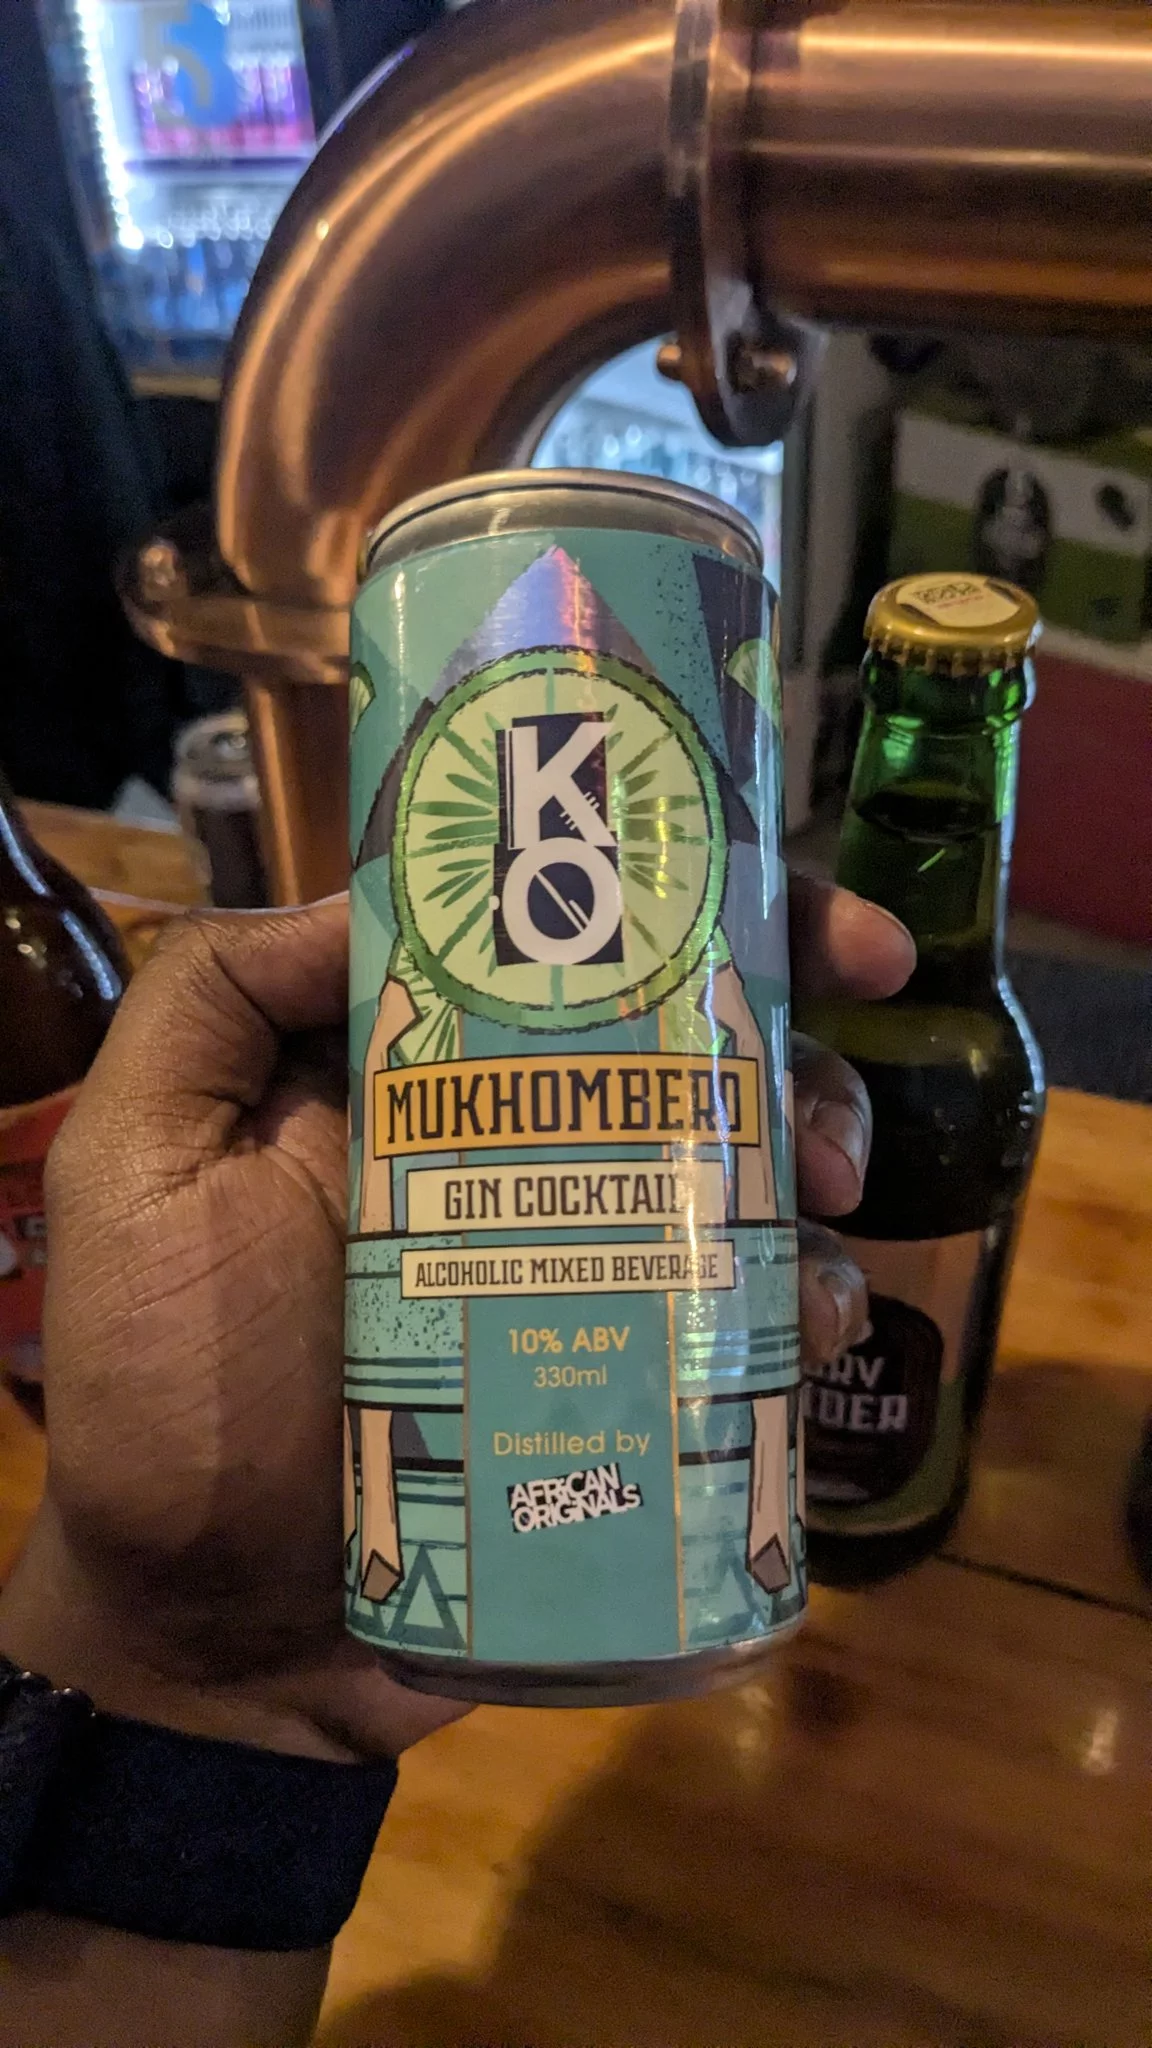 KO
MUKHOMBERO
GIN COCKTAIL
ALCOHOLIC MIXED BEVERAGE
10% ABV
330ml
Distilled by
AFRICAN
ORIGINALS